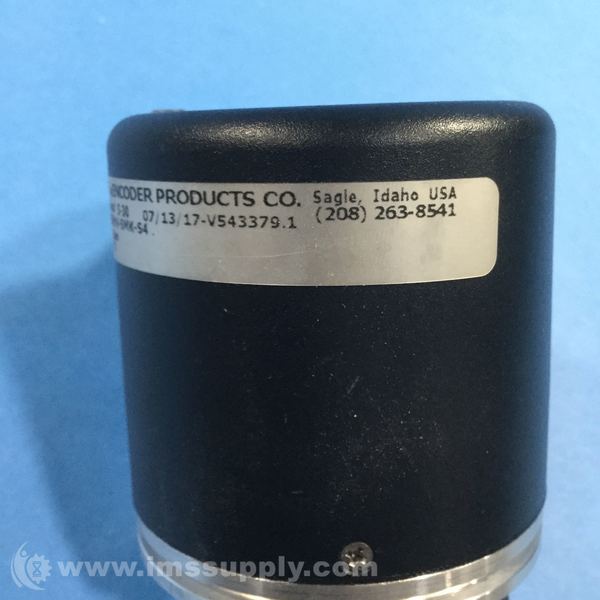 ENCODER PRODUCTS CO. Sagle, Idaho USA
07/13/17-V543379.1 (208) 263-8541
www.imssupply.com